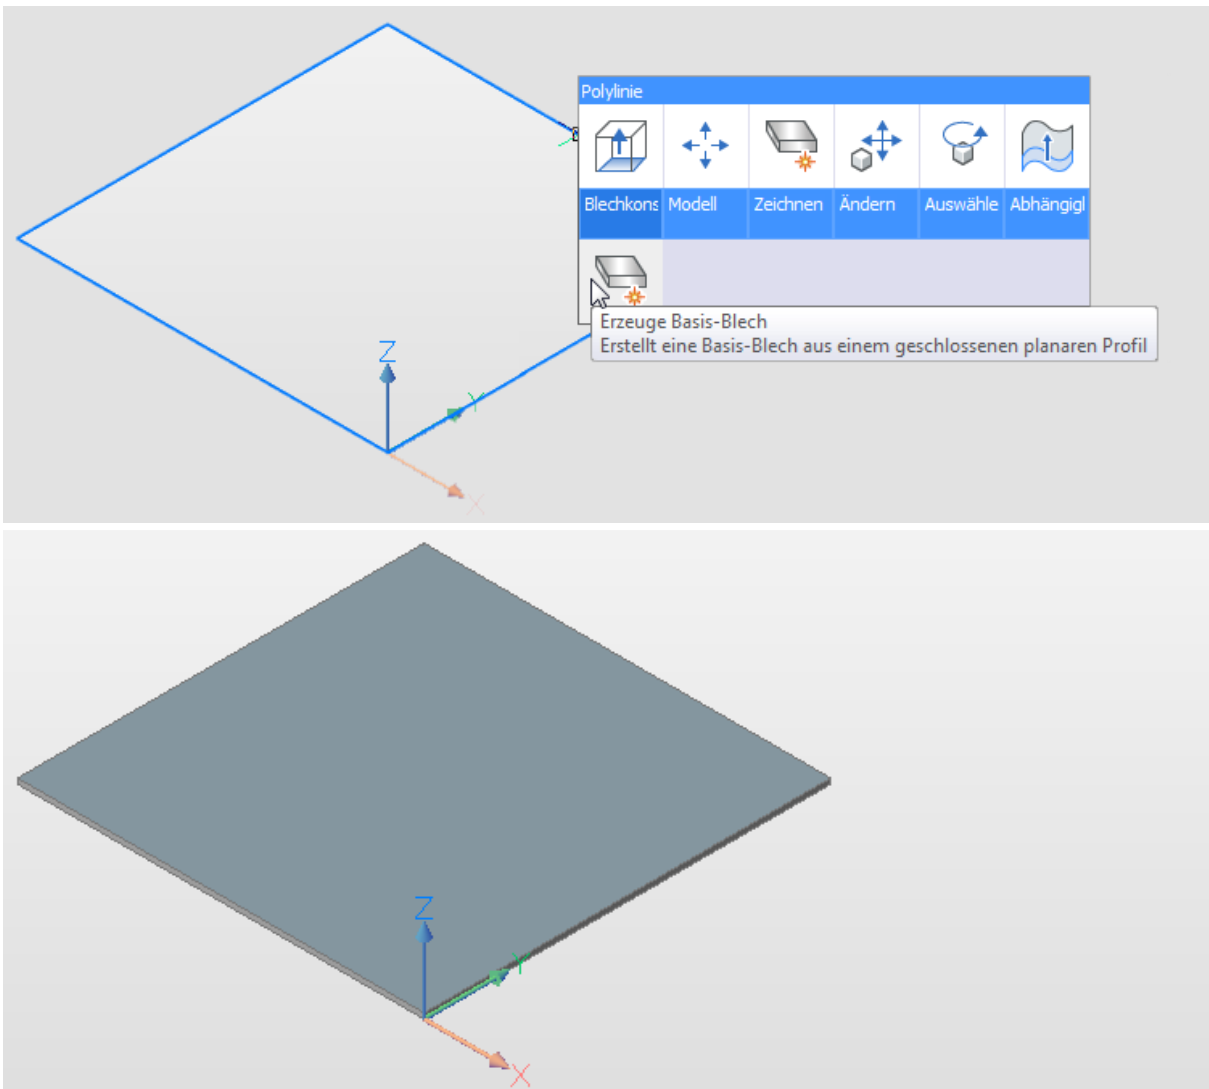 Polylinie
Blechkons Modell Zeichnen Ändern Auswähle Abhängigl
Erzeuge Basis-Blech
Erstellt eine Basis-Blech aus einem geschlossenen planaren Profil
Z
Y
X
Z
Y
X